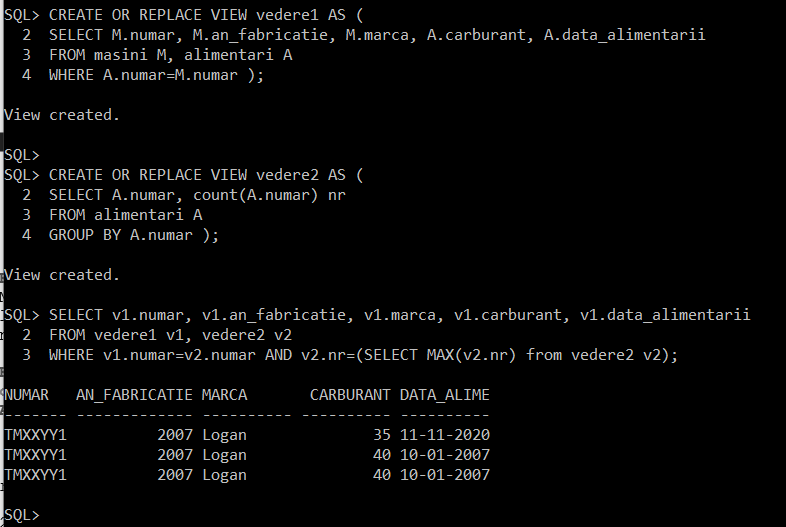 SQL> CREATE OR REPLACE VIEW vedere1 AS (
  2  SELECT M.numar, M.an_fabricatie, M.marca, A.carburant, A.data_alimentarii
  3  FROM masini M, alimentari A
  4  WHERE A.numar=M.numar );
View created.
SQL>
SQL> CREATE OR REPLACE VIEW vedere2 AS (
  2  SELECT A.numar, count(A.numar) nr
  3  FROM alimentari A
  4  GROUP BY A.numar );
View created.
SQL> SELECT v1.numar, v1.an_fabricatie, v1.marca, v1.carburant, v1.data_alimentarii
  2  FROM vedere1 v1, vedere2 v2
  3  WHERE v1.numar=v2.numar AND v2.nr=(SELECT MAX(v2.nr) from vedere2 v2);
NUMAR   AN_FABRICATIE MARCA       CARBURANT DATA_ALIME
------- ------------- ---------- ---------- ----------
TMXXYY1          2007 Logan              35 11-11-2020
TMXXYY1          2007 Logan              40 10-01-2007
TMXXYY1          2007 Logan              40 10-01-2007
SQL>